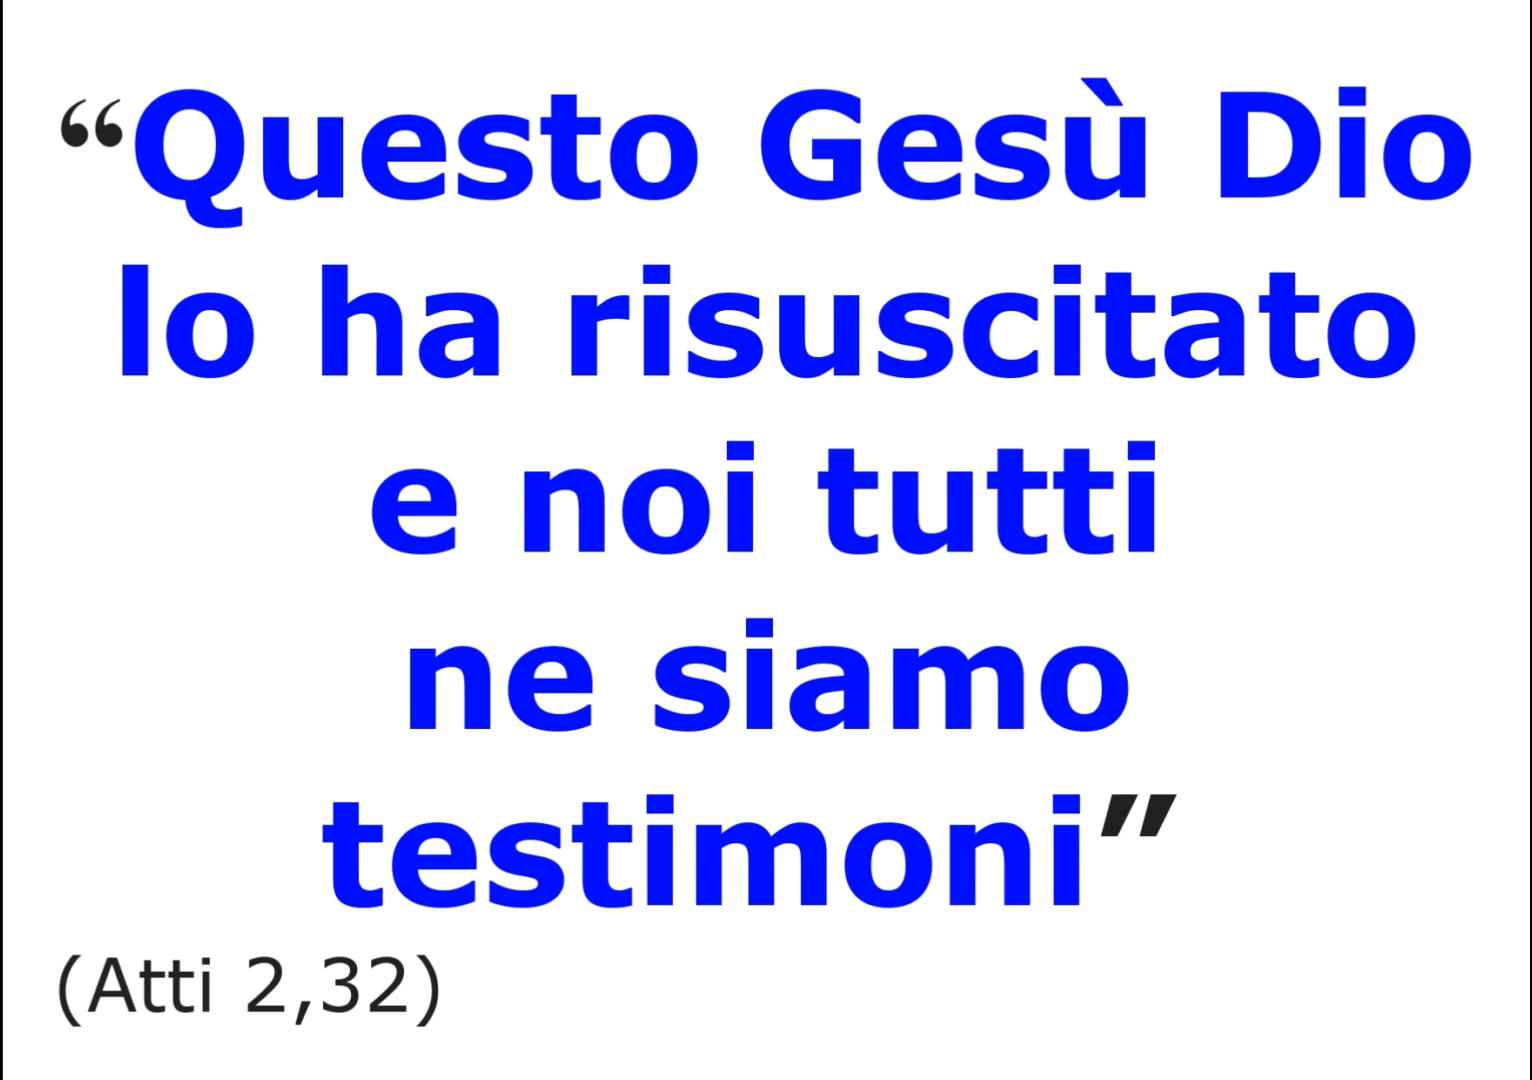 “Questo Gesù Dio
lo ha risuscitato
e noi tutti
ne siamo
testimoni”
(Atti 2,32)